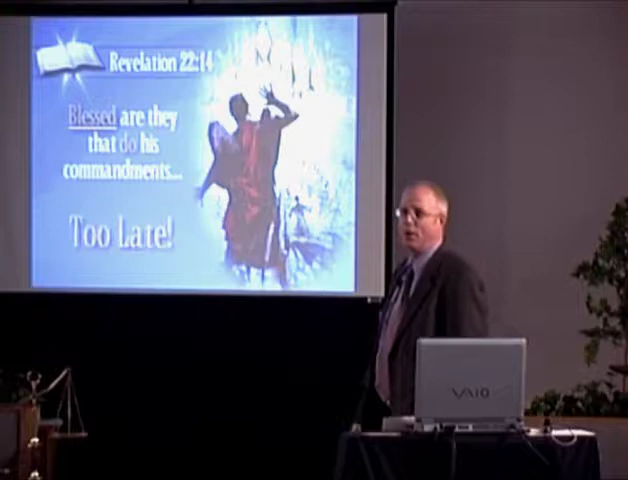 Revelation 22:14
Blessed are they
that do his
commandments...
Too Late!
VAIO